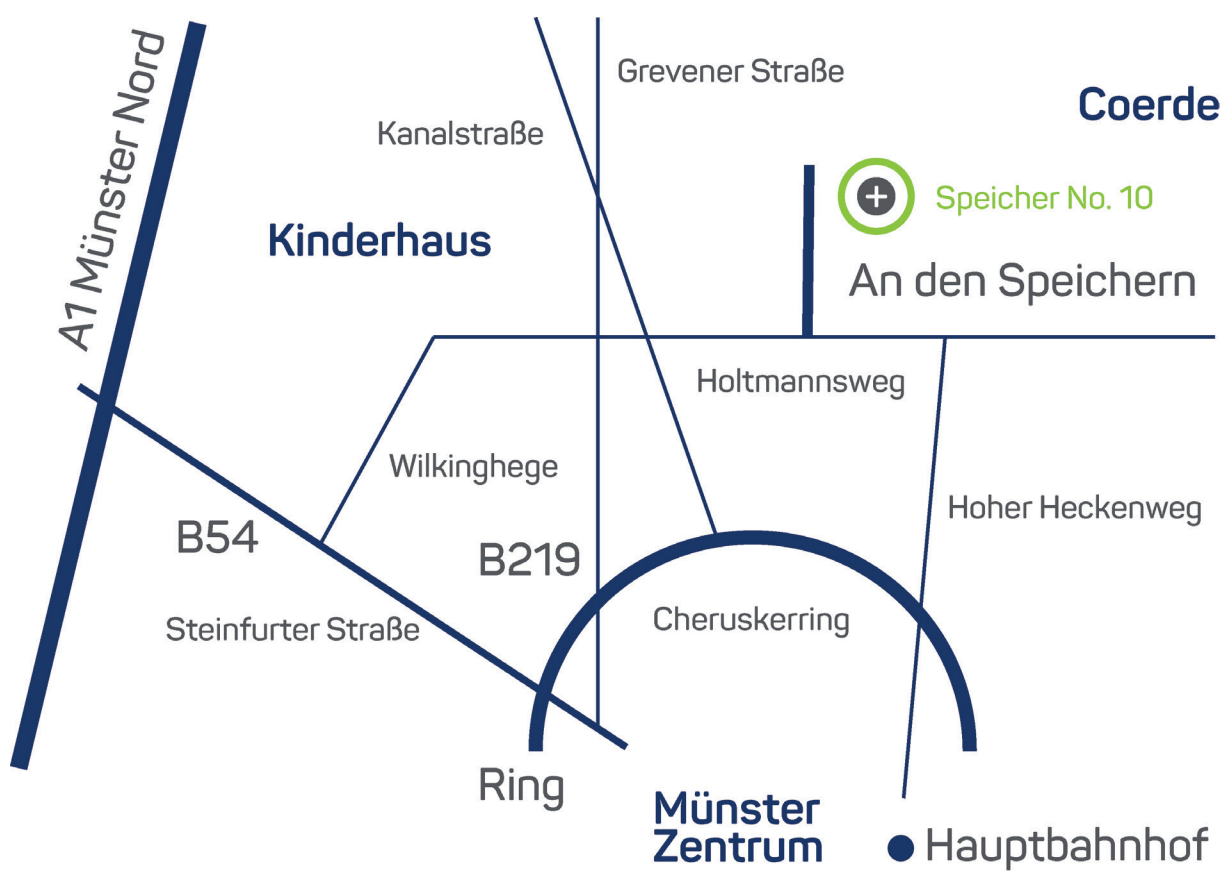 A1 Münster Nord
Grevener Straße
Coerde
Kanalstraße
Speicher No. 10
Kinderhaus
An den Speichern
Holtmannsweg
Wilkinghege
Hoher Heckenweg
B54
B219
Cheruskerring
Steinfurter Straße
Ring
Münster
Zentrum
Hauptbahnhof